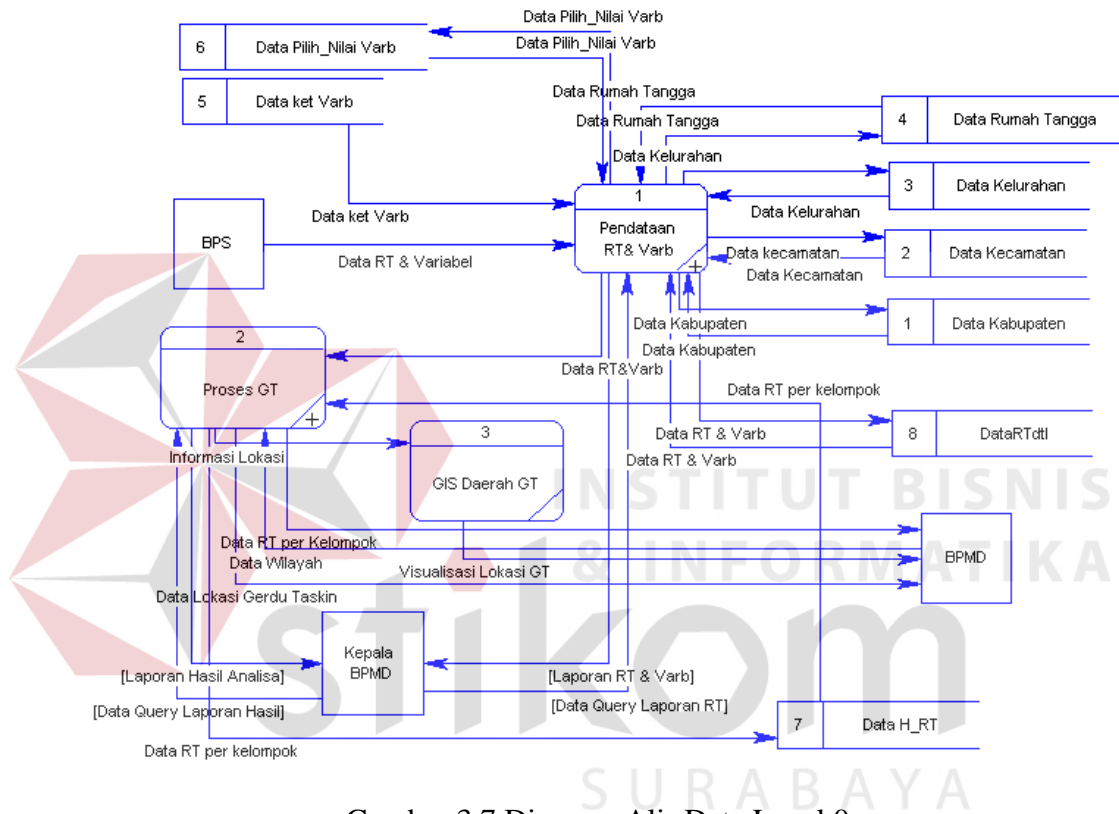 Data Pilih_Nilai Varb
6 Data Pilih_Nilai Varb
Data Pilih_Nilai Varb
5 Data ket Varb
Data Rumah Tangga
4 Data Rumah Tangga
Data Rumah Tangga
Data Kelurahan
3 Data Kelurahan
Data Kelurahan
1
Pendataan
RT& Varb
Data ket Varb
BPS
Data RT & Variabel
Data kecamatan
2 Data Kecamatan
Data Kecamatan
1 Data Kabupaten
Data Kabupaten
Data Kabupaten
2
Proses GT
Data RT&Varb
Data RT per kelompok
8 DataRTdtl
Data RT & Varb
Data RT & Varb
3
GIS Daerah GT
Informasi Lokasi
INSTITUT BISNIS
& INFORMATIKA
BPMD
Data RT per Kelompok
Data Wilayah
Visualisasi Lokasi GT
Data Lokasi Gerdu Taskin
stikom
Kepala
BPMD
[Laporan Hasil Analisa]
[Laporan RT & Varb]
[Data Query Laporan Hasil]
[Data Query Laporan RT]
7 Data H_RT
Data RT per kelompok
SURABAYA